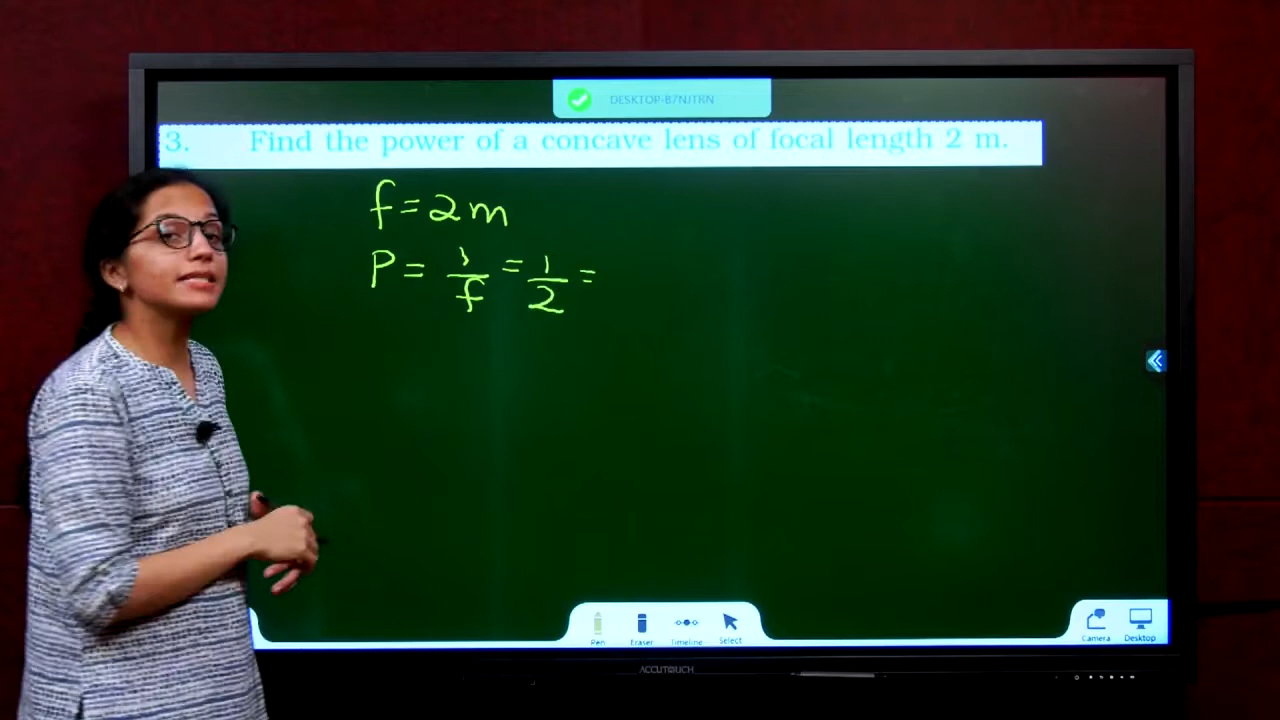 DESKTOP-B7NJTRN
3. Find the power of a concave lens of focal length 2 m.
f = 2 m
P = 1/f = 1/2 =
Pen Eraser Timeline Select
Camera Desktop
ACCUTOUCH